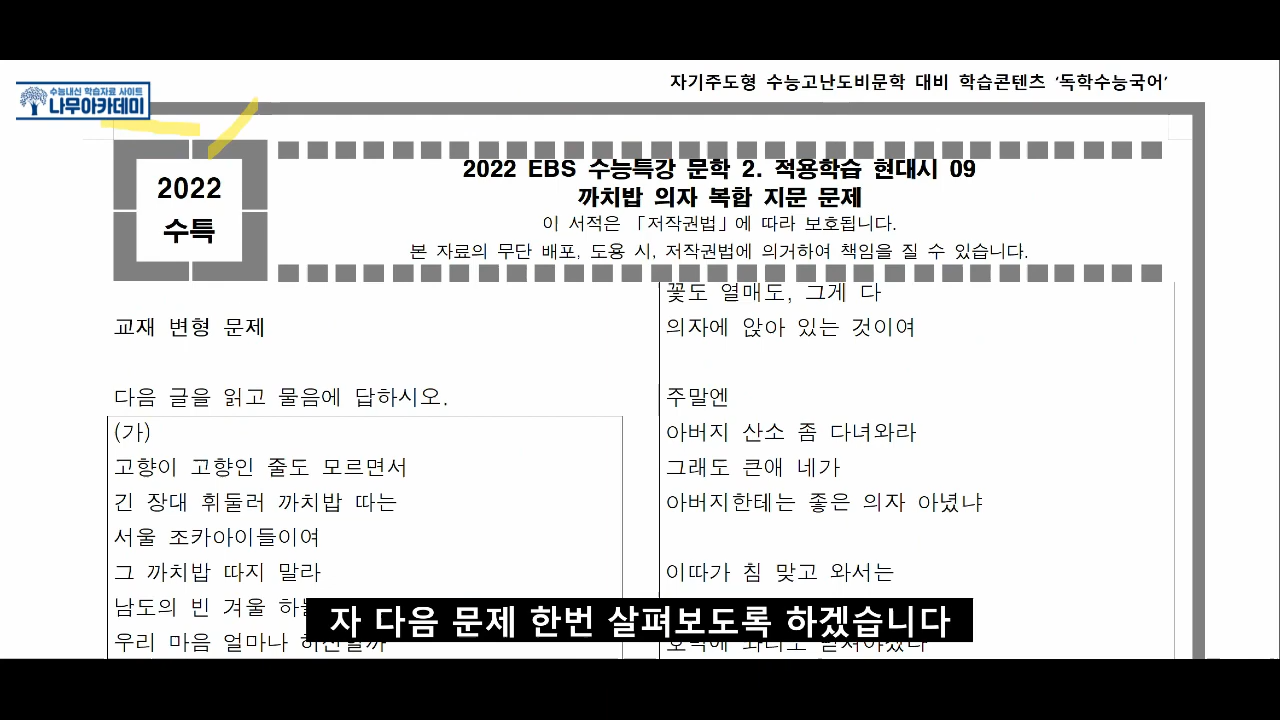 자기주도형 수능고난도비문학 대비 학습콘텐츠 ‘독학수능국어’
수능내신 학습자료 사이트
나무아카데미
2022
수특
2022 EBS 수능특강 문학 2. 적용학습 현대시 09
까치밥 의자 복합 지문 문제
이 서적은 「저작권법」에 따라 보호됩니다.
본 자료의 무단 배포, 도용 시, 저작권법에 의거하여 책임을 질 수 있습니다.
교재 변형 문제
다음 글을 읽고 물음에 답하시오.
(가)
고향이 고향인 줄도 모르면서
긴 장대 휘둘러 까치밥 따는
서울 조카아이들이여
그 까치밥 따지 말라
남도의 빈 겨울
우리 마음 얼마나
꽃도 열매도, 그게 다
의자에 앉아 있는 것이여
주말엔
아버지 산소 좀 다녀와라
그래도 큰애 네가
아버지한테는 좋은 의자 아녔냐
이따가 침 맞고 와서는
자 다음 문제 한번 살펴보도록 하겠습니다